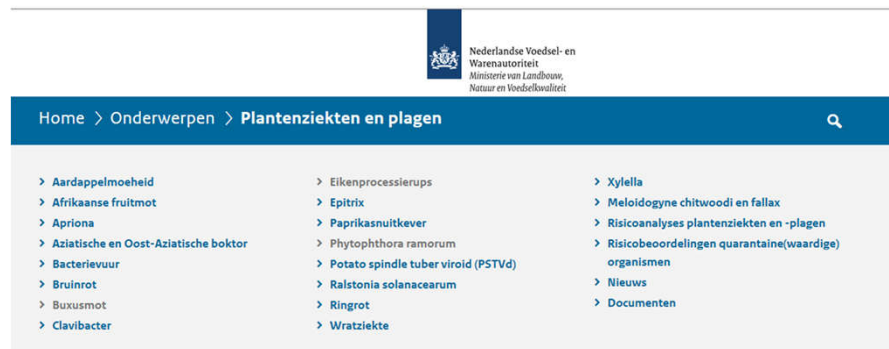 Nederlandse Voedsel- en
Warenautoriteit
Ministerie van Landbouw,
Natuur en Voedselkwaliteit
Home > Onderwerpen > Plantenziekten en plagen
> Aardappelmoeheid
> Afrikaanse fruitmot
> Apriona
> Aziatische en Oost-Aziatische boktor
> Bacterievuur
> Bruinrot
> Buxusmot
> Clavibacter
> Eikenprocessierups
> Epitrix
> Paprikasnuitkever
> Phytophthora ramorum
> Potato spindle tuber viroid (PSTVd)
> Ralstonia solanacearum
> Ringrot
> Wratziekte
> Xylella
> Meloidogyne chitwoodi en fallax
> Risicoanalyses plantenziekten en -plagen
> Risicobeoordelingen quarantaine(waardige)
organismen
> Nieuws
> Documenten